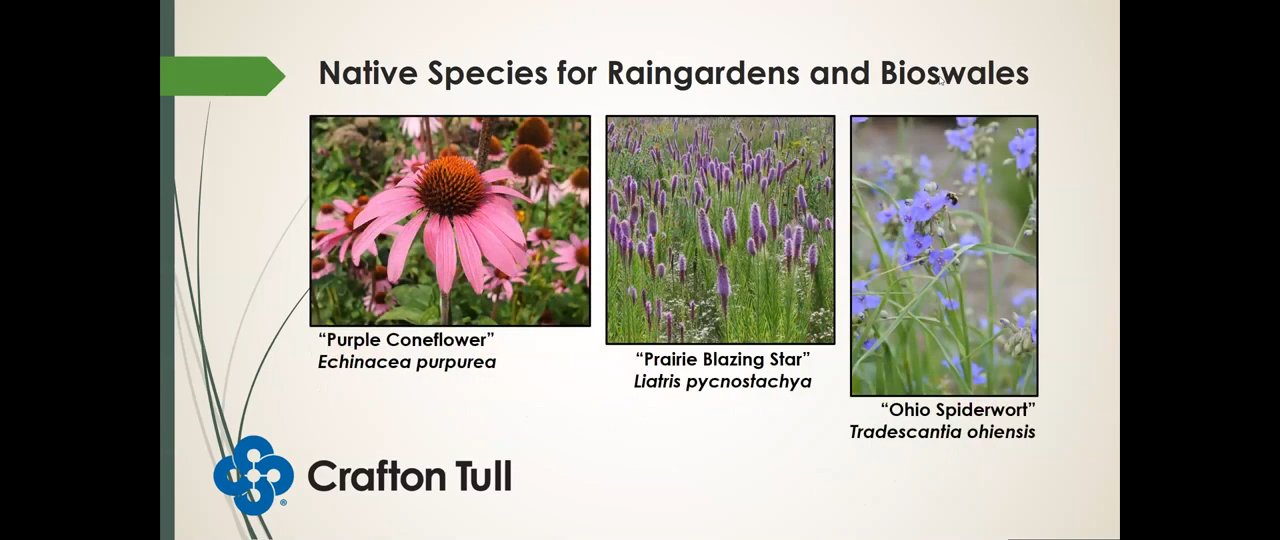 Native Species for Raingardens and Bioswales
“Purple Coneflower”
Echinacea purpurea
“Prairie Blazing Star”
Liatris pycnostachya
“Ohio Spiderwort”
Tradescantia ohiensis
Crafton Tull
®